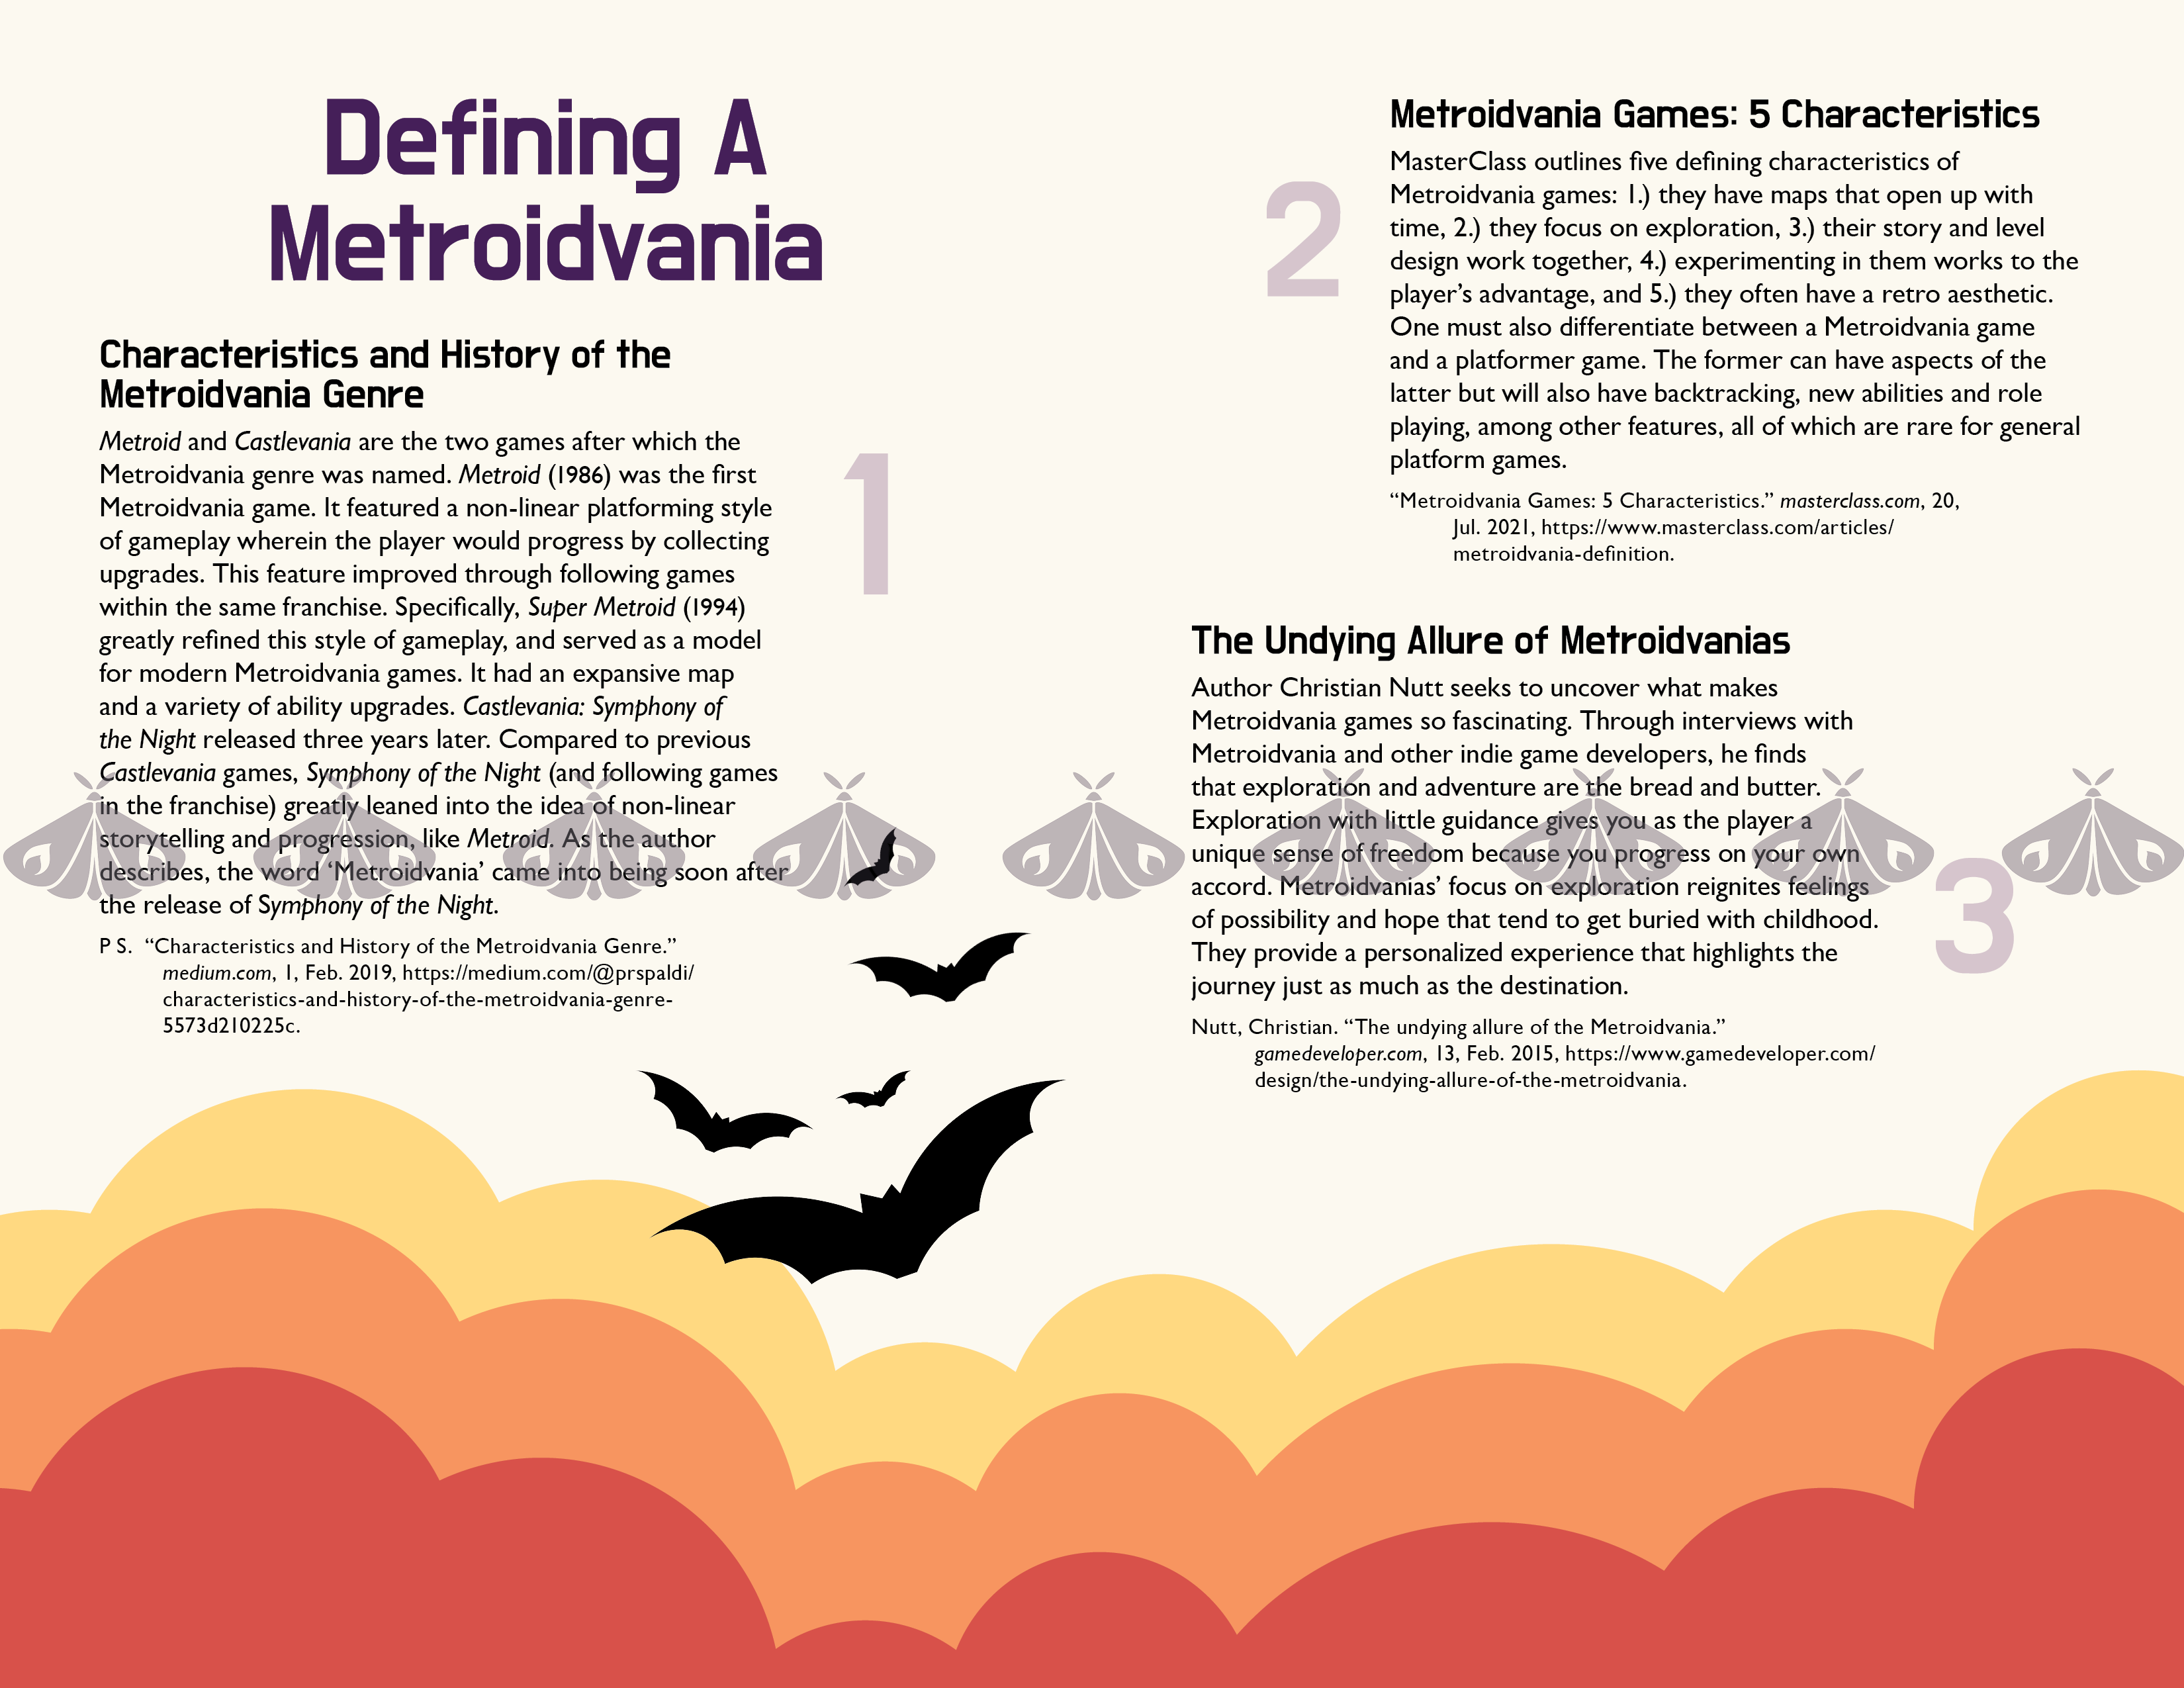 Defining A
Metroidvania
Characteristics and History of the
Metroidvania Genre
Metroid and Castlevania are the two games after which the
Metroidvania genre was named. Metroid (1986) was the first
Metroidvania game. It featured a non-linear platforming style
of gameplay wherein the player would progress by collecting
upgrades. This feature improved through following games
within the same franchise. Specifically, Super Metroid (1994)
greatly refined this style of gameplay, and served as a model
for modern Metroidvania games. It had an expansive map
and a variety of ability upgrades. Castlevania: Symphony of
the Night released three years later. Compared to previous
Castlevania games, Symphony of the Night (and following games
in the franchise) greatly leaned into the idea of non-linear
storytelling and progression, like Metroid. As the author
describes, the word ‘Metroidvania’ came into being soon after
the release of Symphony of the Night.
P S. “Characteristics and History of the Metroidvania Genre.”
medium.com, 1, Feb. 2019, https://medium.com/@prspaldi/
characteristics-and-history-of-the-metroidvania-genre-
5573d210225c.
1
2
Metroidvania Games: 5 Characteristics
MasterClass outlines five defining characteristics of
Metroidvania games: 1.) they have maps that open up with
time, 2.) they focus on exploration, 3.) their story and level
design work together, 4.) experimenting in them works to the
player’s advantage, and 5.) they often have a retro aesthetic.
One must also differentiate between a Metroidvania game
and a platformer game. The former can have aspects of the
latter but will also have backtracking, new abilities and role
playing, among other features, all of which are rare for general
platform games.
“Metroidvania Games: 5 Characteristics.” masterclass.com, 20,
Jul. 2021, https://www.masterclass.com/articles/
metroidvania-definition.
The Undying Allure of Metroidvanias
Author Christian Nutt seeks to uncover what makes
Metroidvania games so fascinating. Through interviews with
Metroidvania and other indie game developers, he finds
that exploration and adventure are the bread and butter.
Exploration with little guidance gives you as the player a
unique sense of freedom because you progress on your own
accord. Metroidvanias’ focus on exploration reignites feelings
of possibility and hope that tend to get buried with childhood.
They provide a personalized experience that highlights the
journey just as much as the destination.
Nutt, Christian. “The undying allure of the Metroidvania.”
gamedeveloper.com, 13, Feb. 2015, https://www.gamedeveloper.com/
design/the-undying-allure-of-the-metroidvania.
3